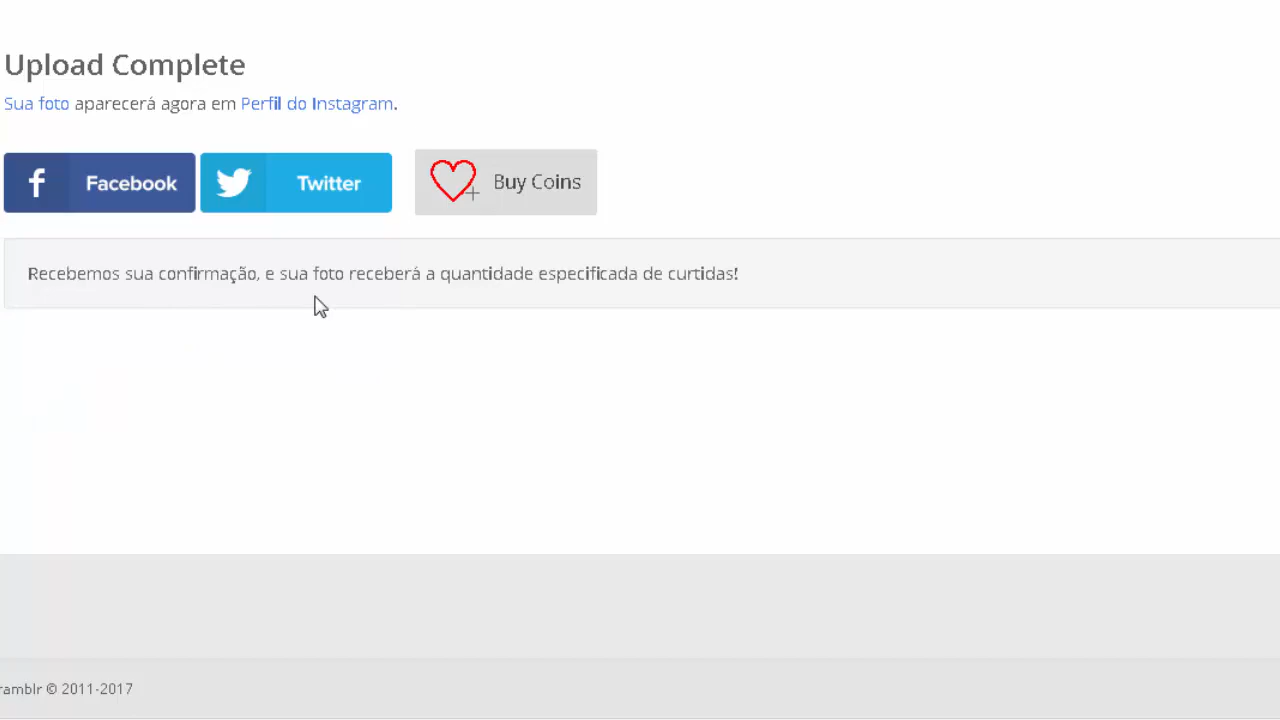 Upload Complete
Sua foto aparecerá agora em Perfil do Instagram.
Facebook Twitter Buy Coins
Recebemos sua confirmação, e sua foto receberá a quantidade especificada de curtidas!
ramblr © 2011-2017